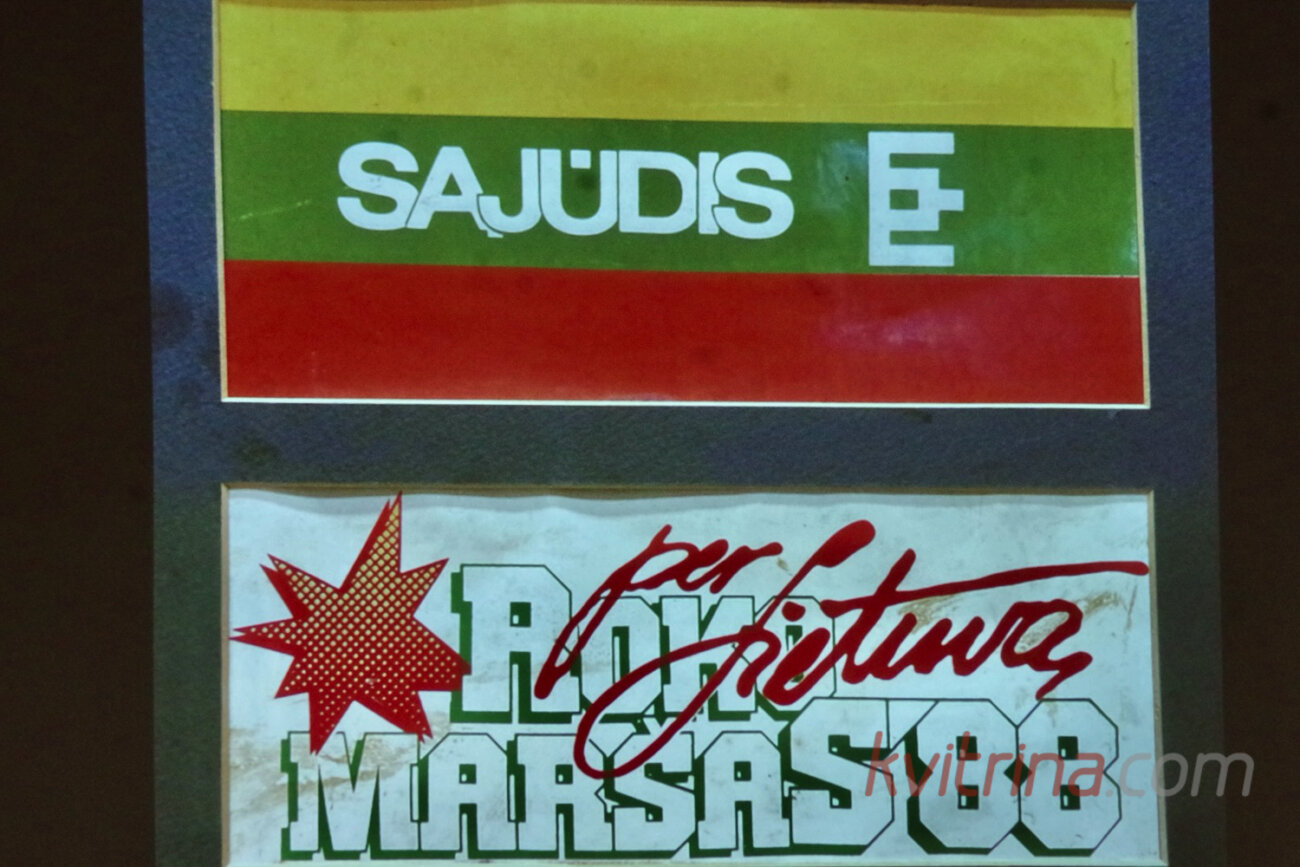 SĄJŪDIS
per Lietuvą
ROKO
MARŠAS'88
kvitrina.com